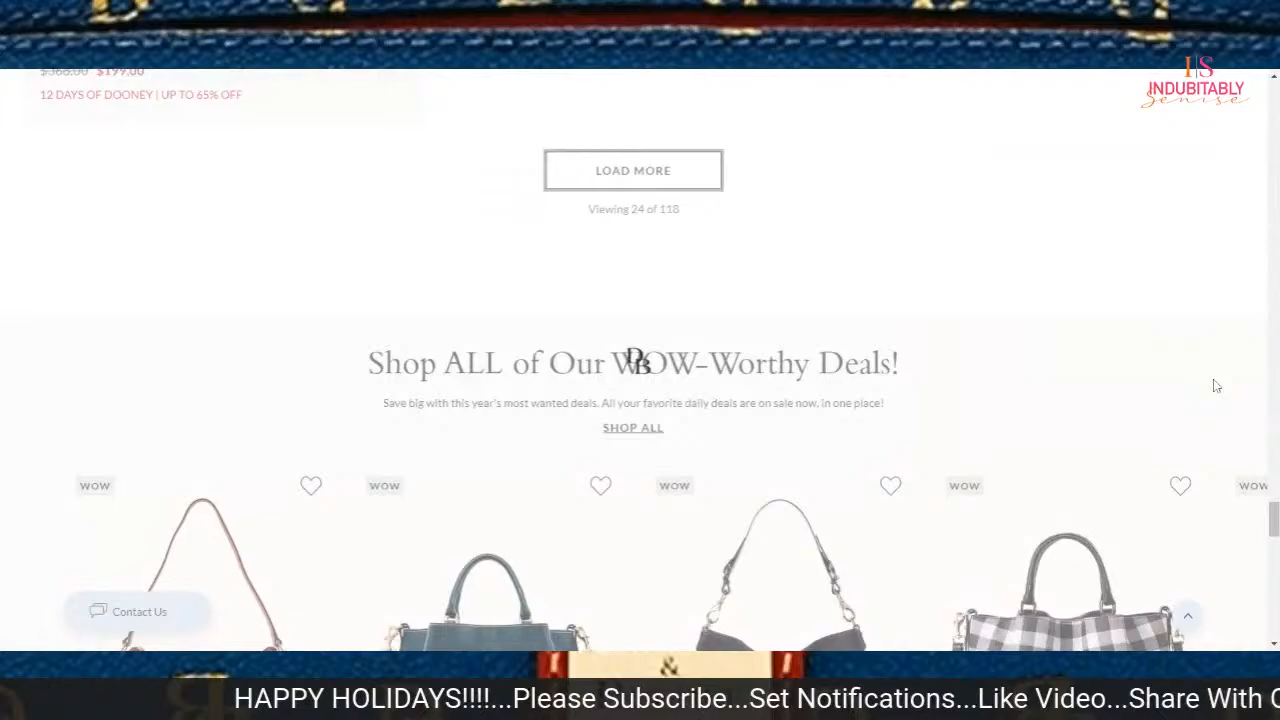 $368.00 $199.00
12 DAYS OF DOONEY | UP TO 65% OFF
I|S
INDUBITABLY
Senise
LOAD MORE
Viewing 24 of 118
Shop ALL of Our WOW-Worthy Deals!
DB
Save big with this year's most wanted deals. All your favorite daily deals are on sale now, in one place!
SHOP ALL
WOW
WOW
WOW
WOW
WOW
Contact Us
&
HAPPY HOLIDAYS!!!!...Please Subscribe...Set Notifications...Like Video...Share With